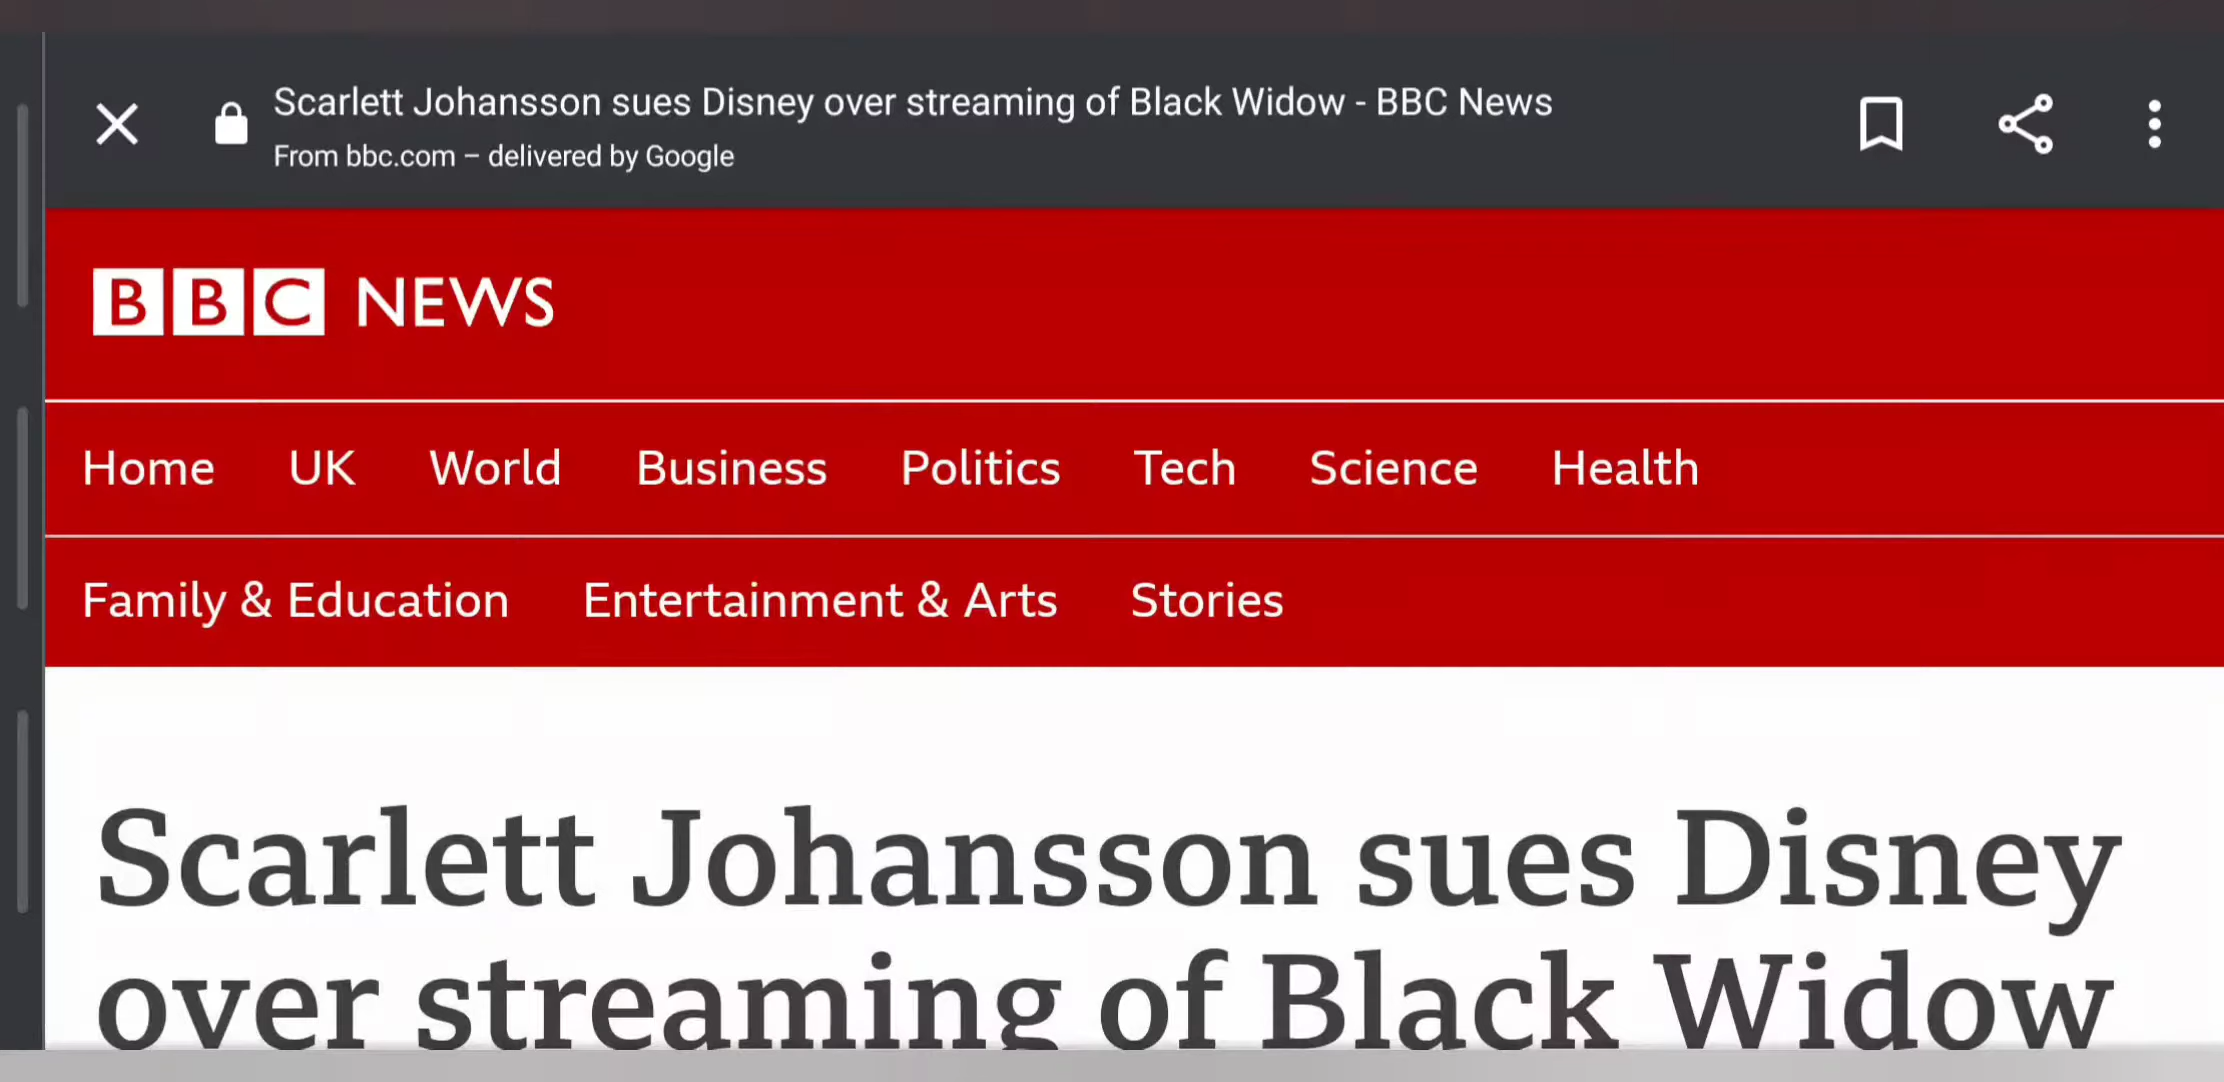 Scarlett Johansson sues Disney over streaming of Black Widow - BBC News
From bbc.com – delivered by Google
BBC NEWS
Home UK World Business Politics Tech Science Health
Family & Education Entertainment & Arts Stories
Scarlett Johansson sues Disney
over streaming of Black Widow